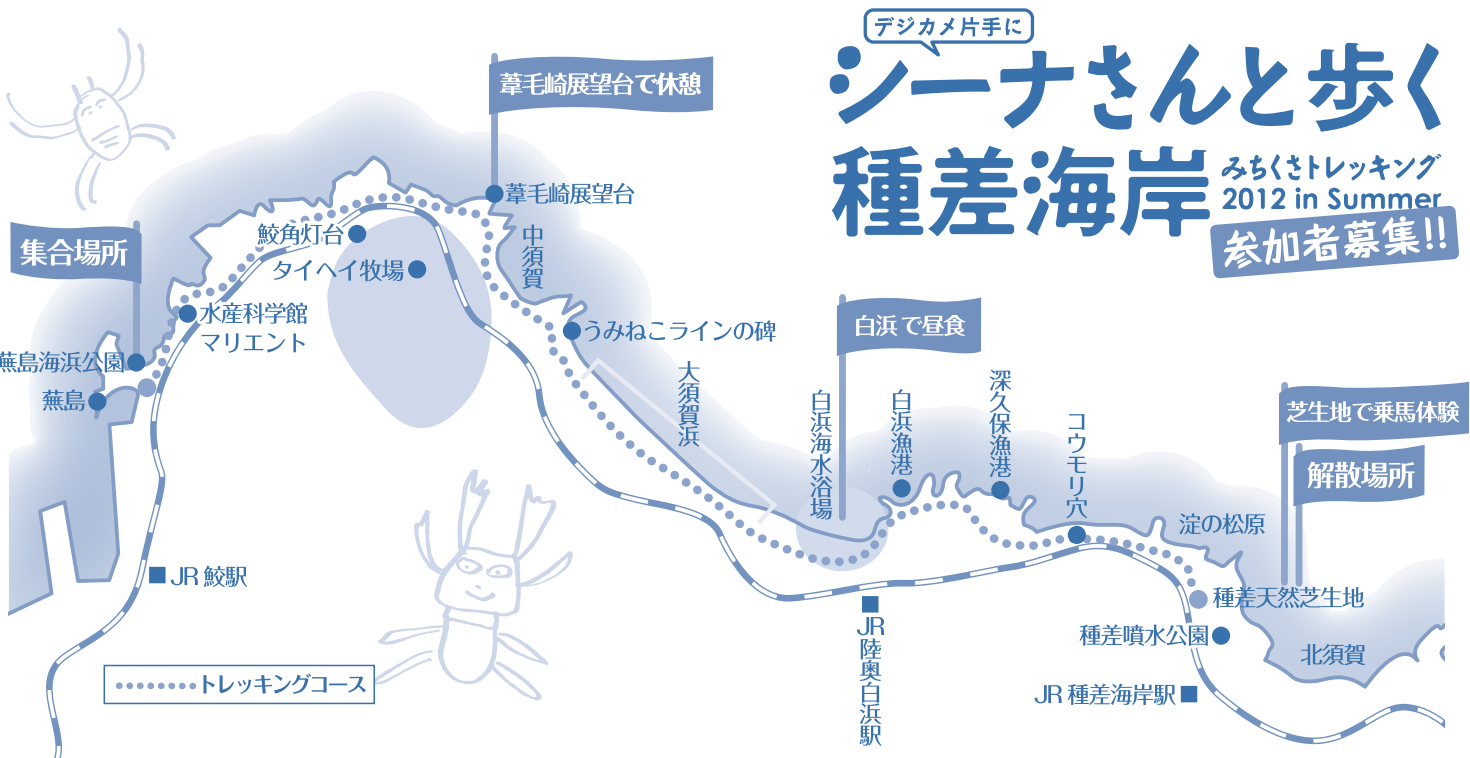 デジカメ片手に
シーナさんと歩く
種差海岸
みちくさトレッキング
2012 in Summer
参加者募集!!
葦毛崎展望台で休憩
葦毛崎展望台
中須賀
鮫角灯台
タイヘイ牧場
集合場所
水産科学館
マリエント
蕪島海浜公園
蕪島
うみねこラインの碑
大須賀浜
白浜で昼食
白浜海水浴場
白浜漁港
深久保漁港
コウモリ穴
芝生地で乗馬体験
解散場所
淀の松原
種差天然芝生地
種差噴水公園
北須賀
JR 鮫駅
JR陸奥白浜駅
JR 種差海岸駅
トレッキングコース